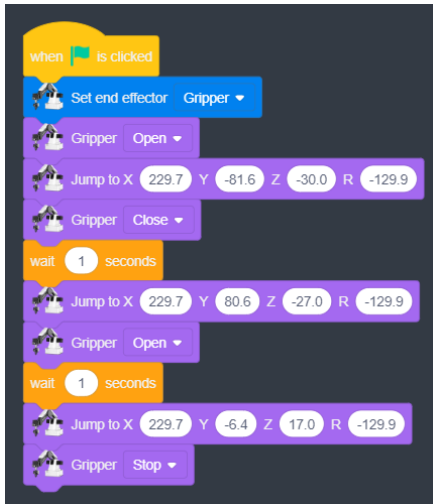 when is clicked
Set end effector Gripper
Gripper Open
Jump to X 229.7 Y -81.6 Z -30.0 R -129.9
Gripper Close
wait 1 seconds
Jump to X 229.7 Y 80.6 Z -27.0 R -129.9
Gripper Open
wait 1 seconds
Jump to X 229.7 Y -6.4 Z 17.0 R -129.9
Gripper Stop